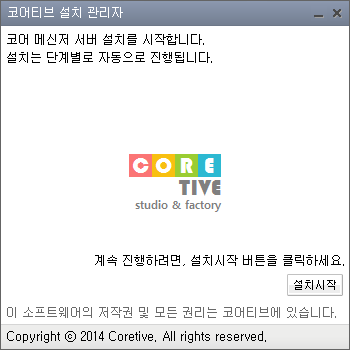 코어티브 설치 관리자
코어 메신저 서버 설치를 시작합니다.
설치는 단계별로 자동으로 진행됩니다.
CORE
TIVE
studio & factory
계속 진행하려면, 설치시작 버튼을 클릭하세요.
설치시작
이 소프트웨어의 저작권 및 모든 권리는 코어티브에 있습니다.
Copyright ⓒ 2014 Coretive. All rights reserved.